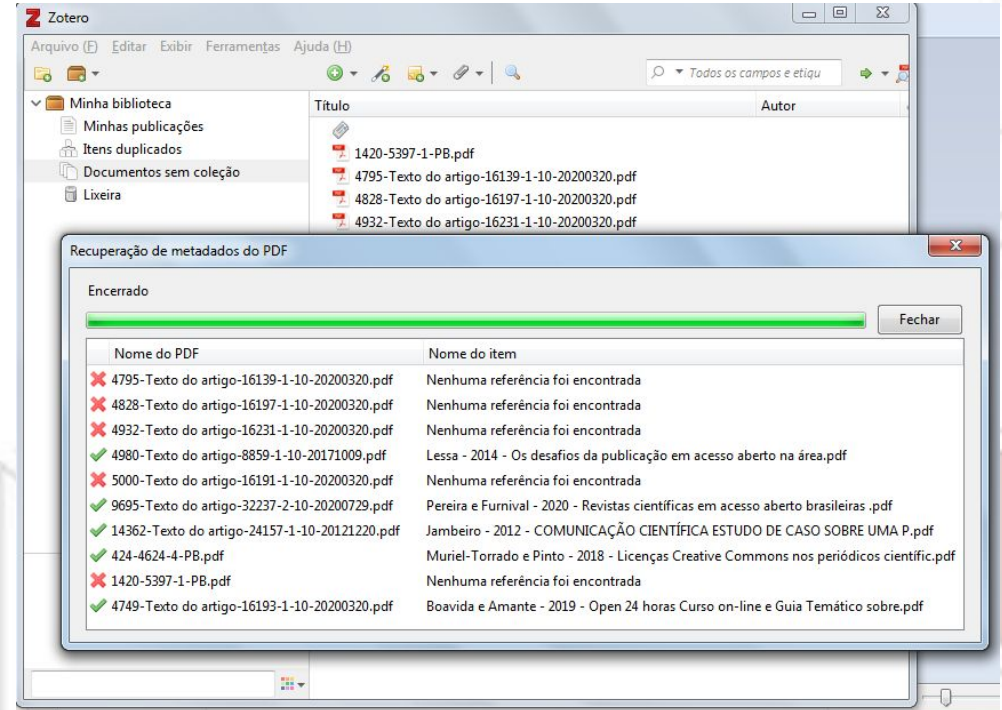 Zotero
Arquivo (F) Editar Exibir Ferramentas Ajuda (H)
Todos os campos e etiqu
Minha biblioteca
Minhas publicações
Itens duplicados
Documentos sem coleção
Lixeira
Título Autor
1420-5397-1-PB.pdf
4795-Texto do artigo-16139-1-10-20200320.pdf
4828-Texto do artigo-16197-1-10-20200320.pdf
4932-Texto do artigo-16231-1-10-20200320.pdf
Recuperação de metadados do PDF
Encerrado
Fechar
Nome do PDF Nome do item
4795-Texto do artigo-16139-1-10-20200320.pdf Nenhuma referência foi encontrada
4828-Texto do artigo-16197-1-10-20200320.pdf Nenhuma referência foi encontrada
4932-Texto do artigo-16231-1-10-20200320.pdf Nenhuma referência foi encontrada
4980-Texto do artigo-8859-1-10-20171009.pdf Lessa - 2014 - Os desafios da publicação em acesso aberto na área.pdf
5000-Texto do artigo-16191-1-10-20200320.pdf Nenhuma referência foi encontrada
9695-Texto do artigo-32237-2-10-20200729.pdf Pereira e Furnival - 2020 - Revistas científicas em acesso aberto brasileiras .pdf
14362-Texto do artigo-24157-1-10-20121220.pdf Jambeiro - 2012 - COMUNICAÇÃO CIENTÍFICA ESTUDO DE CASO SOBRE UMA P.pdf
424-4624-4-PB.pdf Muriel-Torrado e Pinto - 2018 - Licenças Creative Commons nos periódicos científic.pdf
1420-5397-1-PB.pdf Nenhuma referência foi encontrada
4749-Texto do artigo-16193-1-10-20200320.pdf Boavida e Amante - 2019 - Open 24 horas Curso on-line e Guia Temático sobre.pdf